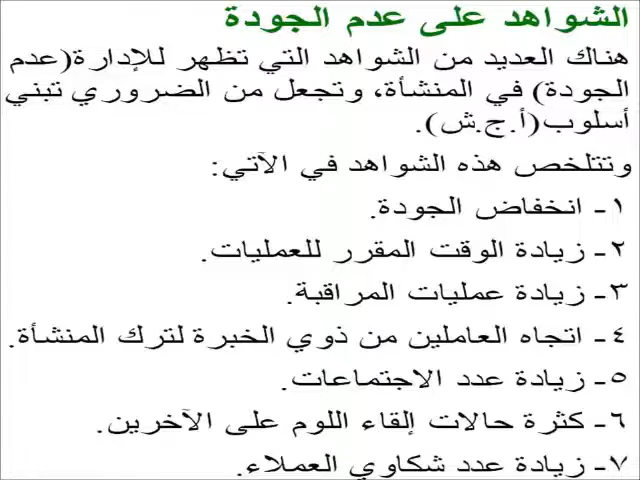 الشواهد على عدم الجودة
هناك العديد من الشواهد التي تظهر للإدارة(عدم
الجودة) في المنشأة، وتجعل من الضروري تبني
أسلوب(أ.ج.ش).
وتتلخص هذه الشواهد في الآتي:
١- انخفاض الجودة.
٢- زيادة الوقت المقرر للعمليات.
٣- زيادة عمليات المراقبة.
٤- اتجاه العاملين من ذوي الخبرة لترك المنشأة.
٥- زيادة عدد الاجتماعات.
٦- كثرة حالات إلقاء اللوم على الآخرين.
٧- زيادة عدد شكاوي العملاء.